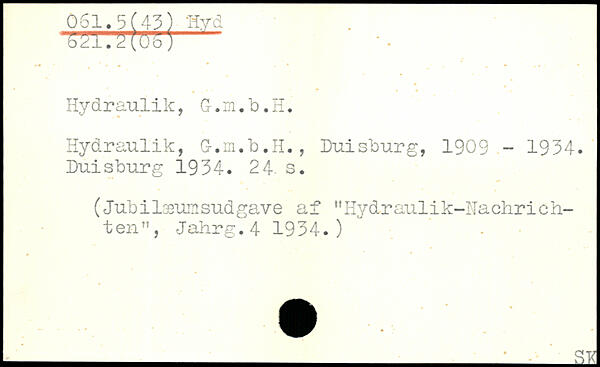 061.5(43) Hyd
621.2(06)
Hydraulik, G.m.b.H.
Hydraulik, G.m.b.H., Duisburg, 1909 - 1934.
Duisburg 1934. 24 s.
(Jubilæumsudgave af "Hydraulik-Nachrich-
ten", Jahrg.4 1934.)
SK